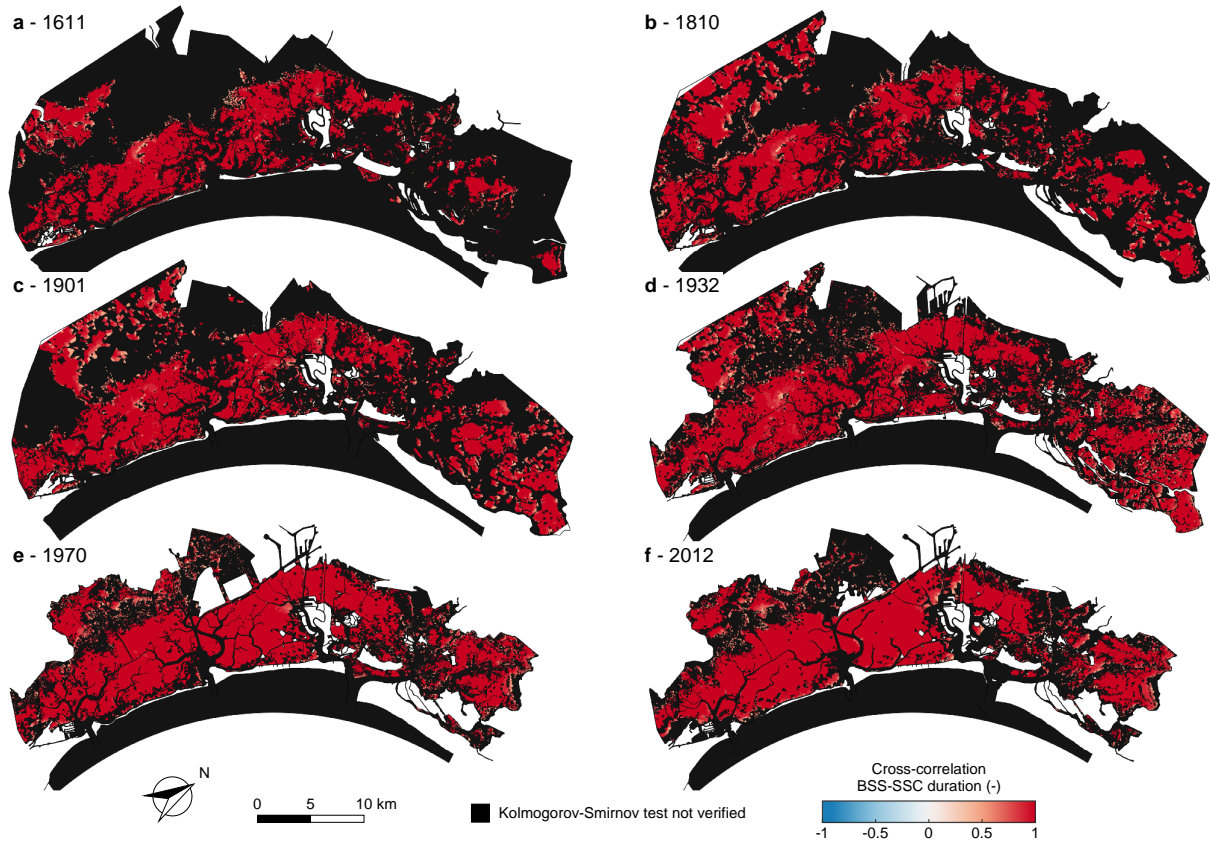 a - 1611
b - 1810
c - 1901
d - 1932
e - 1970
f - 2012
N
0 5 10 km
Kolmogorov-Smirnov test not verified
Cross-correlation
BSS-SSC duration (-)
-1 -0.5 0 0.5 1